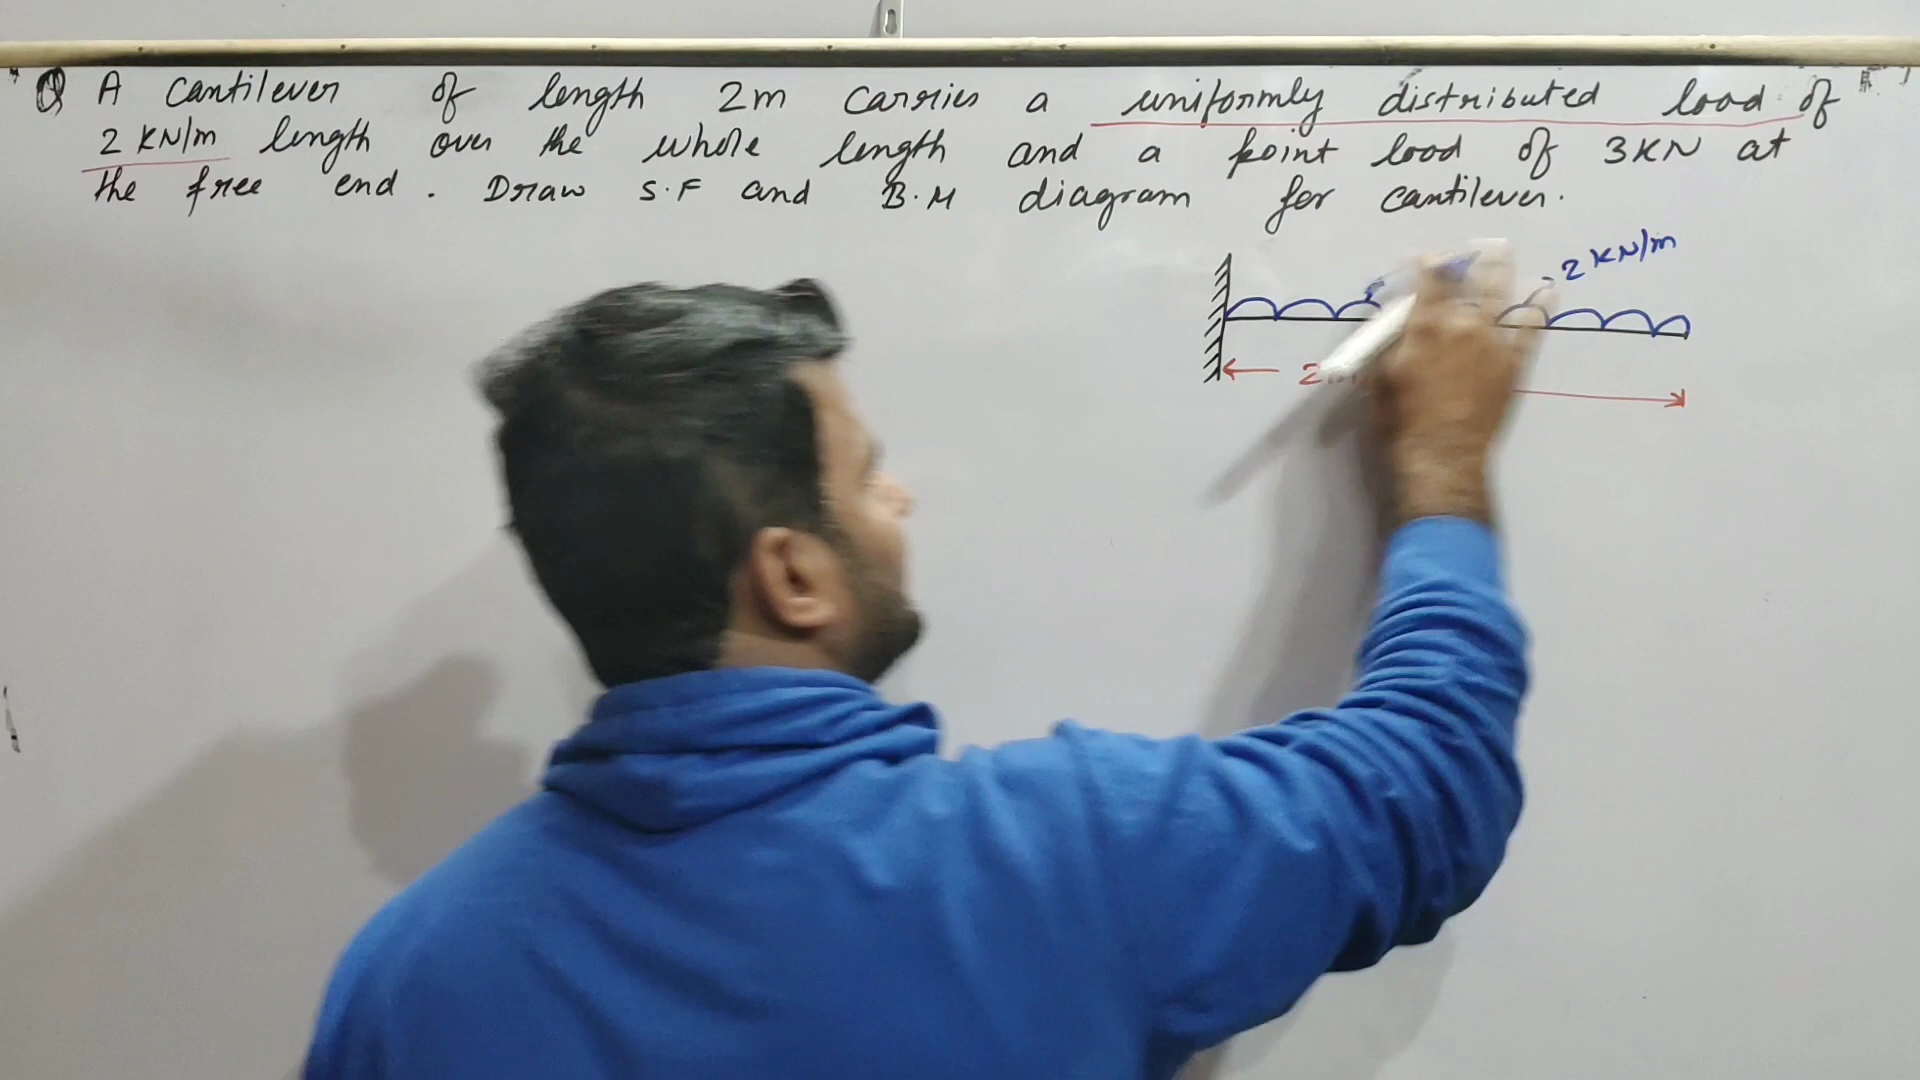 Q A cantilever of length 2m carries a uniformly distributed load of
2 KN/m length over the whole length and a point load of 3KN at
the free end. Draw S.F and B.M diagram for cantilever.
2 KN/m